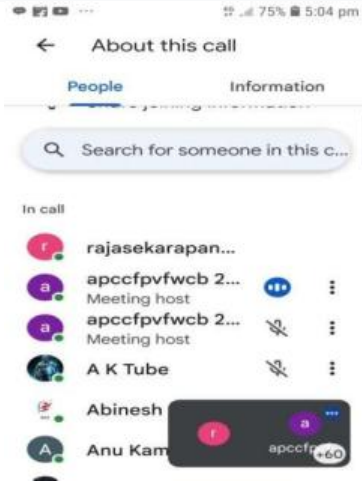 75% 5:04 pm
About this call
People Information
Search for someone in this c...
In call
r rajasekarapan...
a apccfpvfwcb 2...
Meeting host
a apccfpvfwcb 2...
Meeting host
A K Tube
Abinesh
A Anu Kam
r a
apccfp
+60